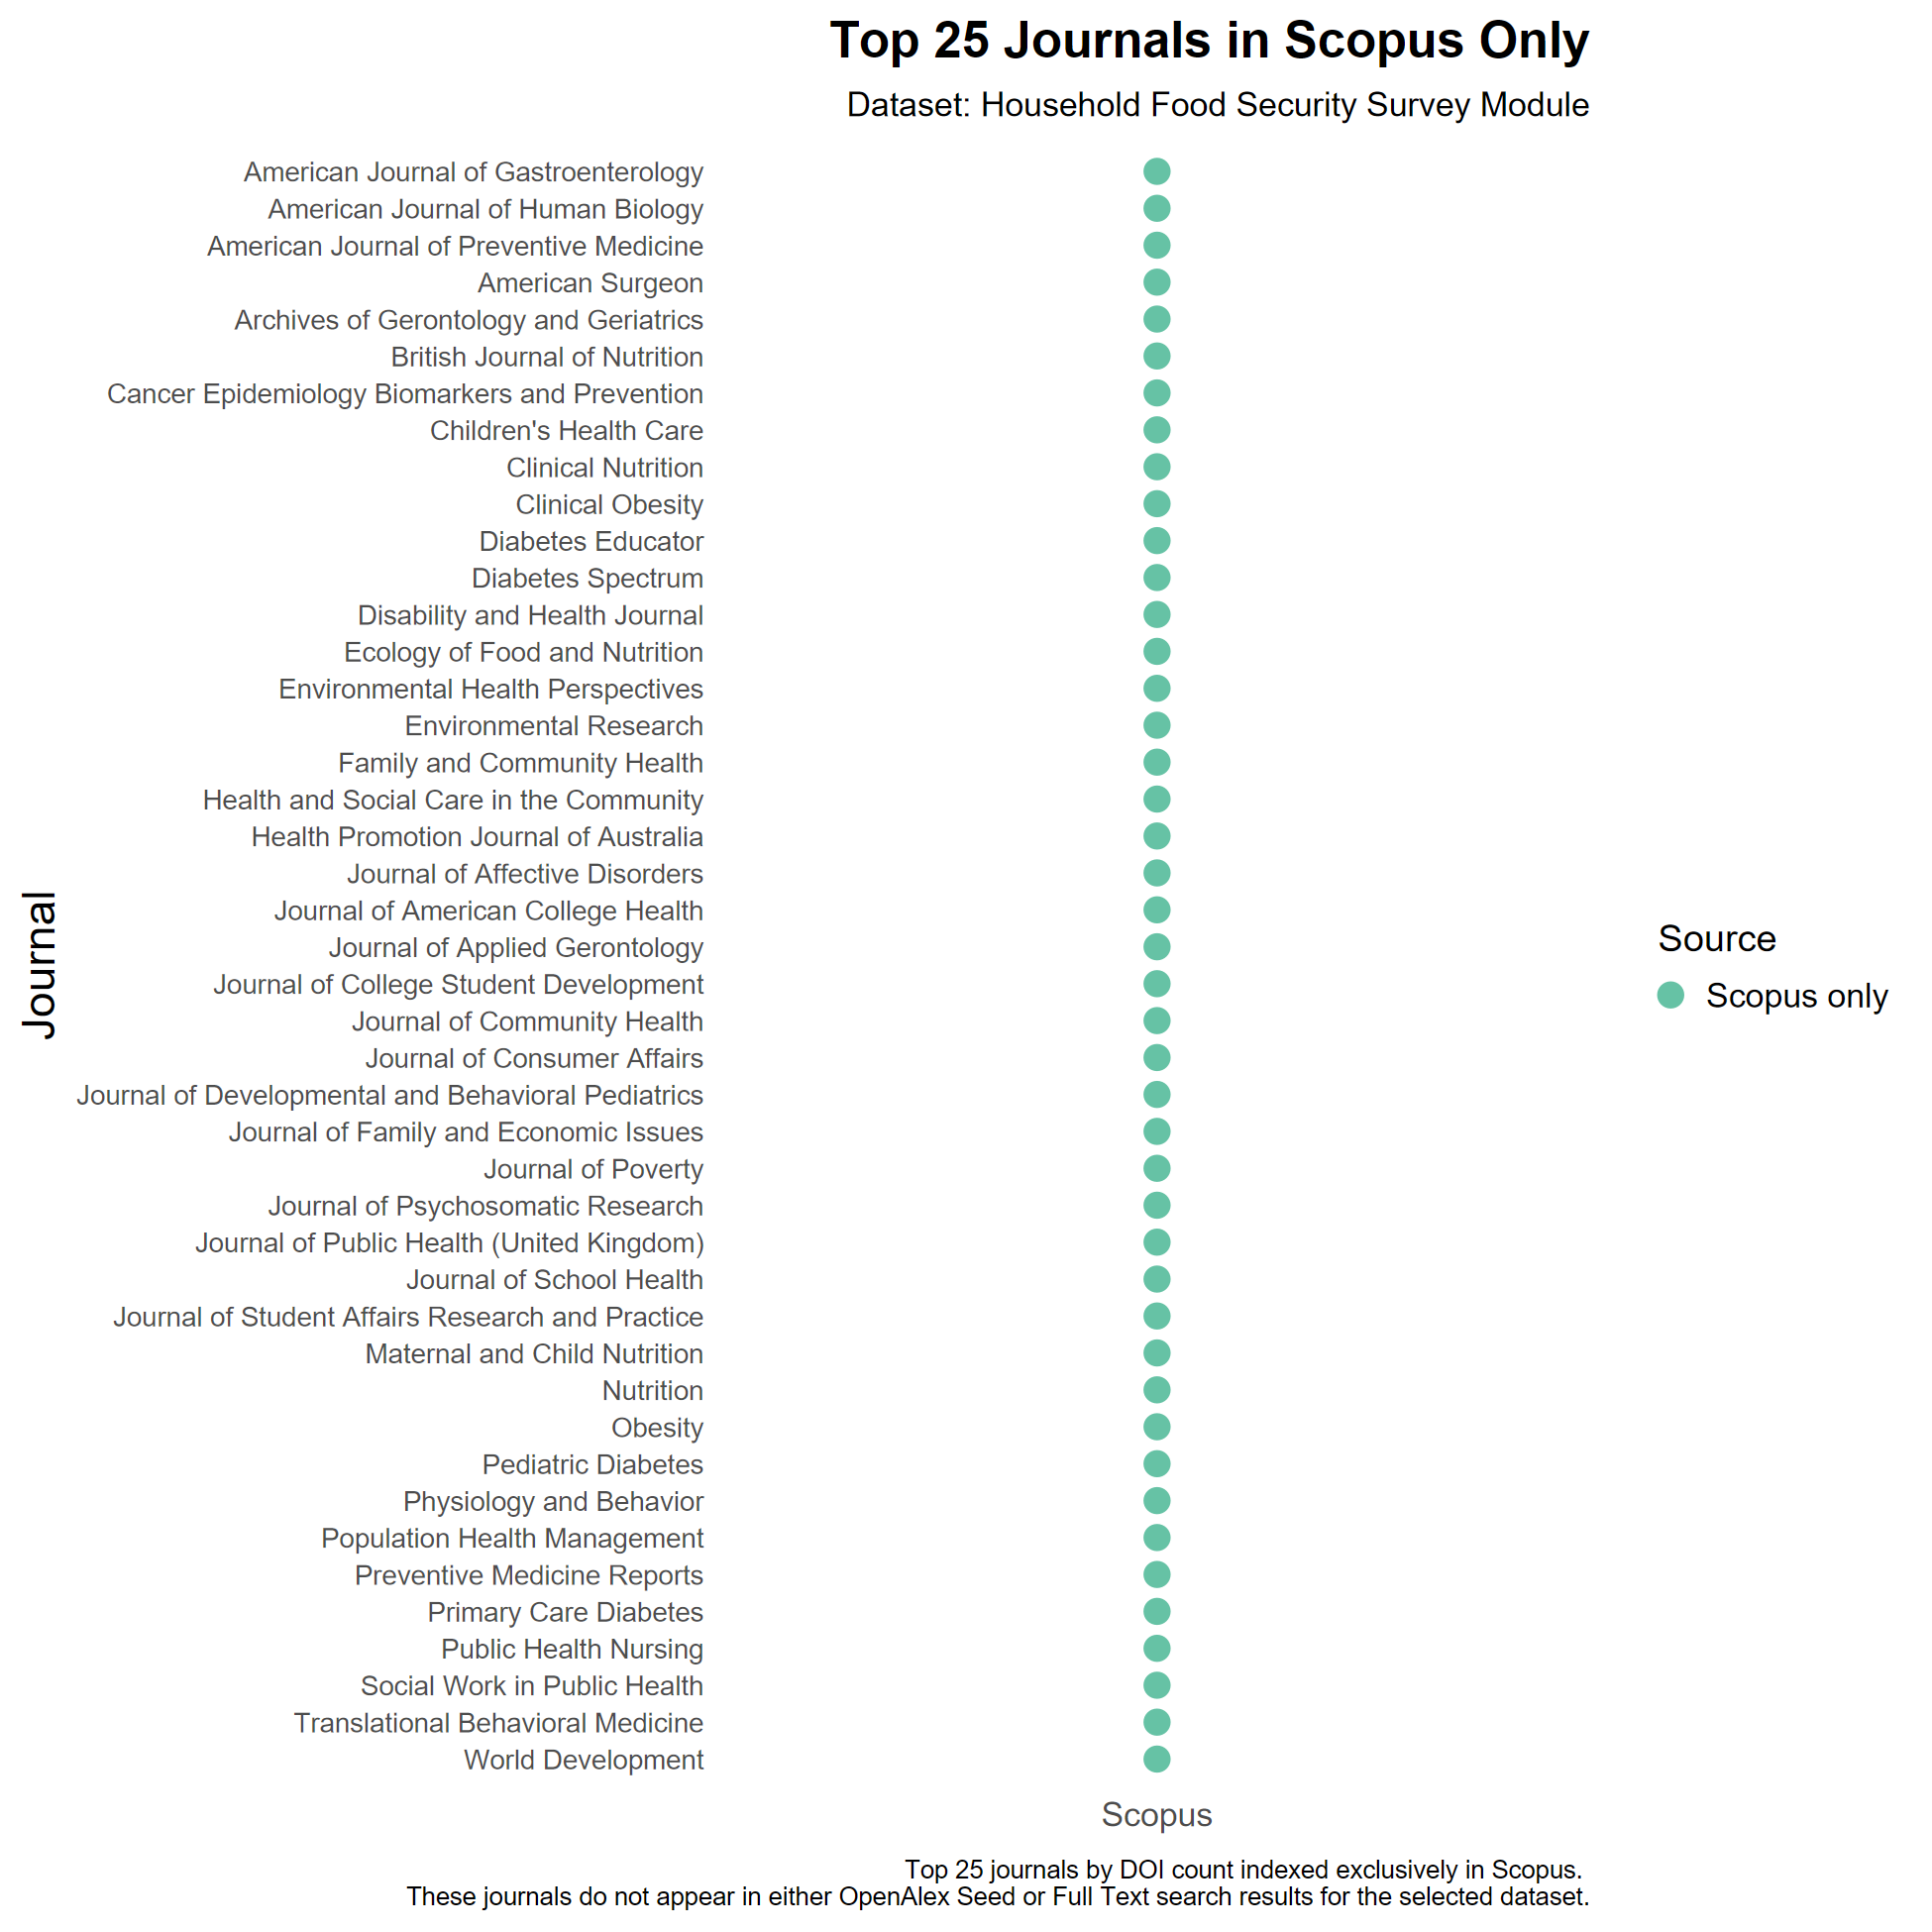 Top 25 Journals in Scopus Only
Dataset: Household Food Security Survey Module
American Journal of Gastroenterology
American Journal of Human Biology
American Journal of Preventive Medicine
American Surgeon
Archives of Gerontology and Geriatrics
British Journal of Nutrition
Cancer Epidemiology Biomarkers and Prevention
Children's Health Care
Clinical Nutrition
Clinical Obesity
Diabetes Educator
Diabetes Spectrum
Disability and Health Journal
Ecology of Food and Nutrition
Environmental Health Perspectives
Environmental Research
Family and Community Health
Health and Social Care in the Community
Health Promotion Journal of Australia
Journal of Affective Disorders
Journal of American College Health
Journal of Applied Gerontology
Journal of College Student Development
Journal of Community Health
Journal of Consumer Affairs
Journal of Developmental and Behavioral Pediatrics
Journal of Family and Economic Issues
Journal of Poverty
Journal of Psychosomatic Research
Journal of Public Health (United Kingdom)
Journal of School Health
Journal of Student Affairs Research and Practice
Maternal and Child Nutrition
Nutrition
Obesity
Pediatric Diabetes
Physiology and Behavior
Population Health Management
Preventive Medicine Reports
Primary Care Diabetes
Public Health Nursing
Social Work in Public Health
Translational Behavioral Medicine
World Development
Journal
Source
Scopus only
Scopus
Top 25 journals by DOI count indexed exclusively in Scopus.
These journals do not appear in either OpenAlex Seed or Full Text search results for the selected dataset.